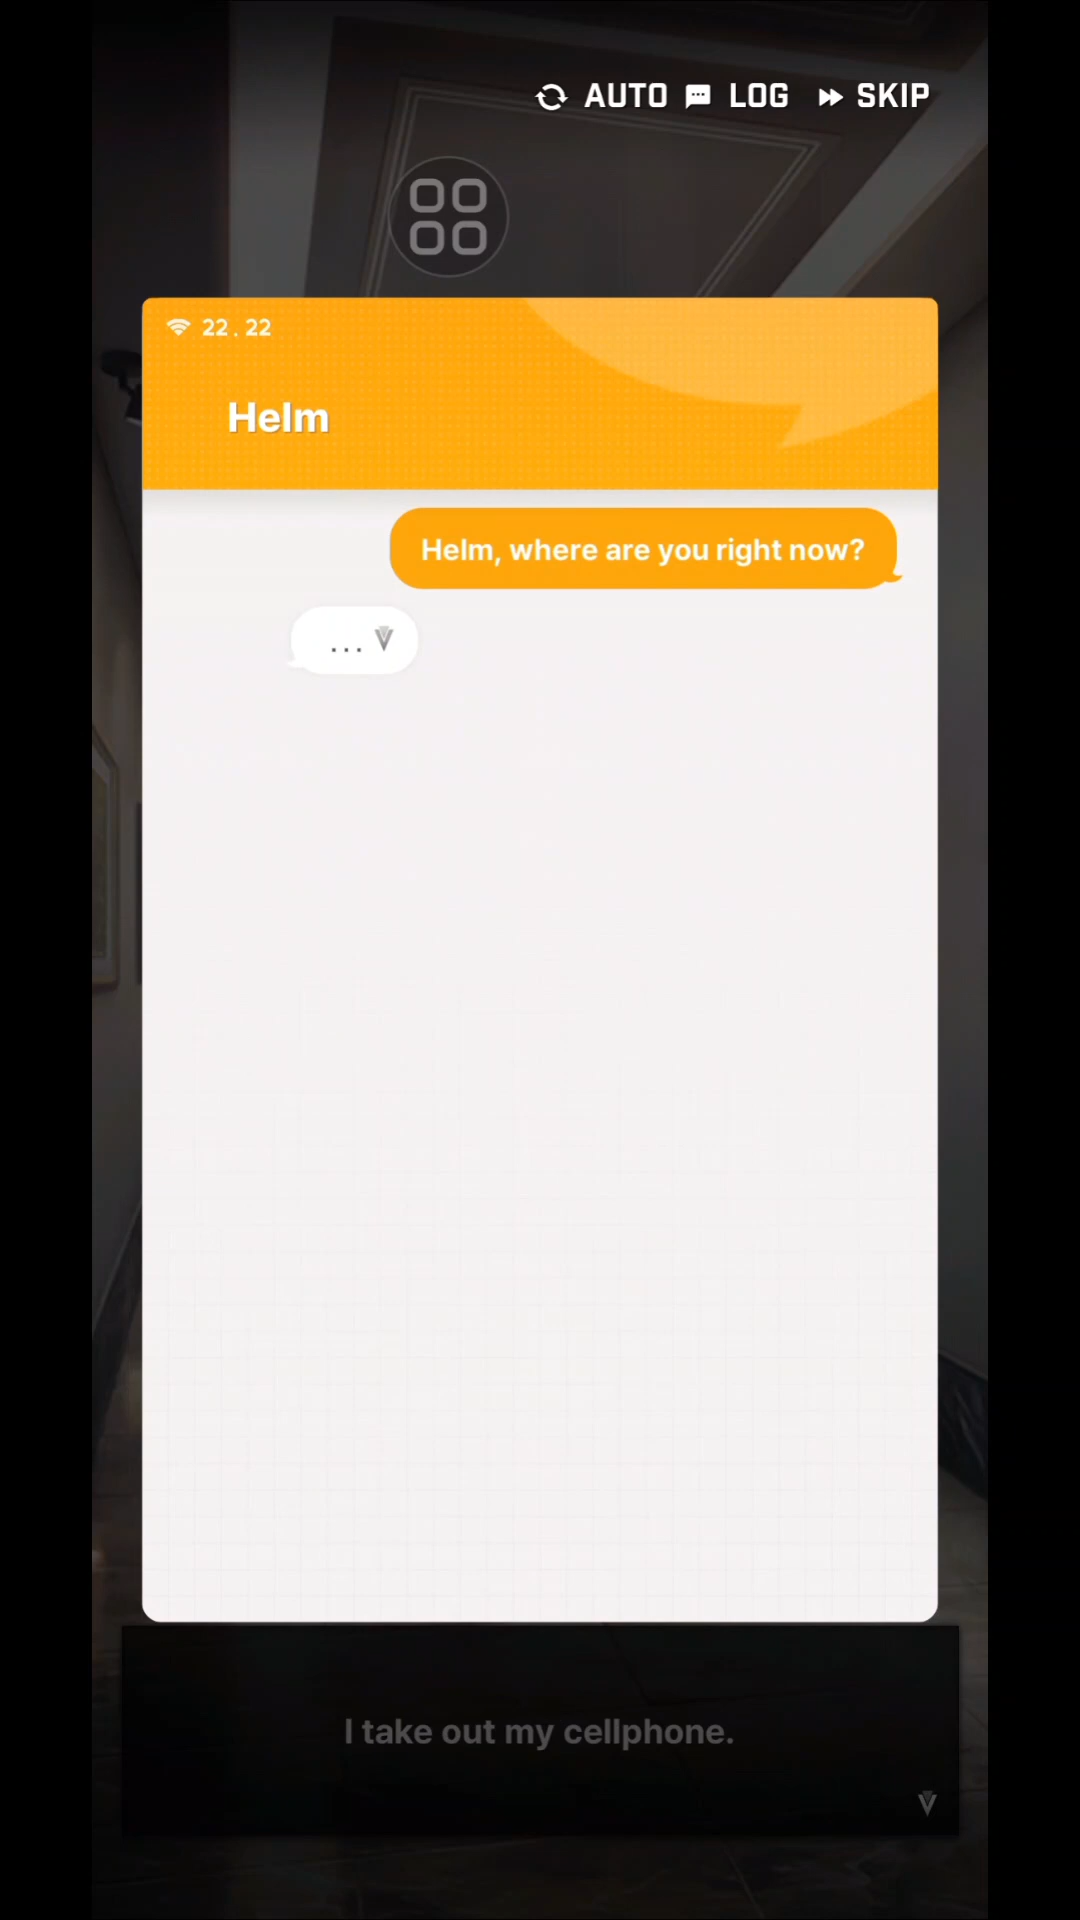 AUTO LOG SKIP
22 . 22
Helm
Helm, where are you right now?
...
I take out my cellphone.